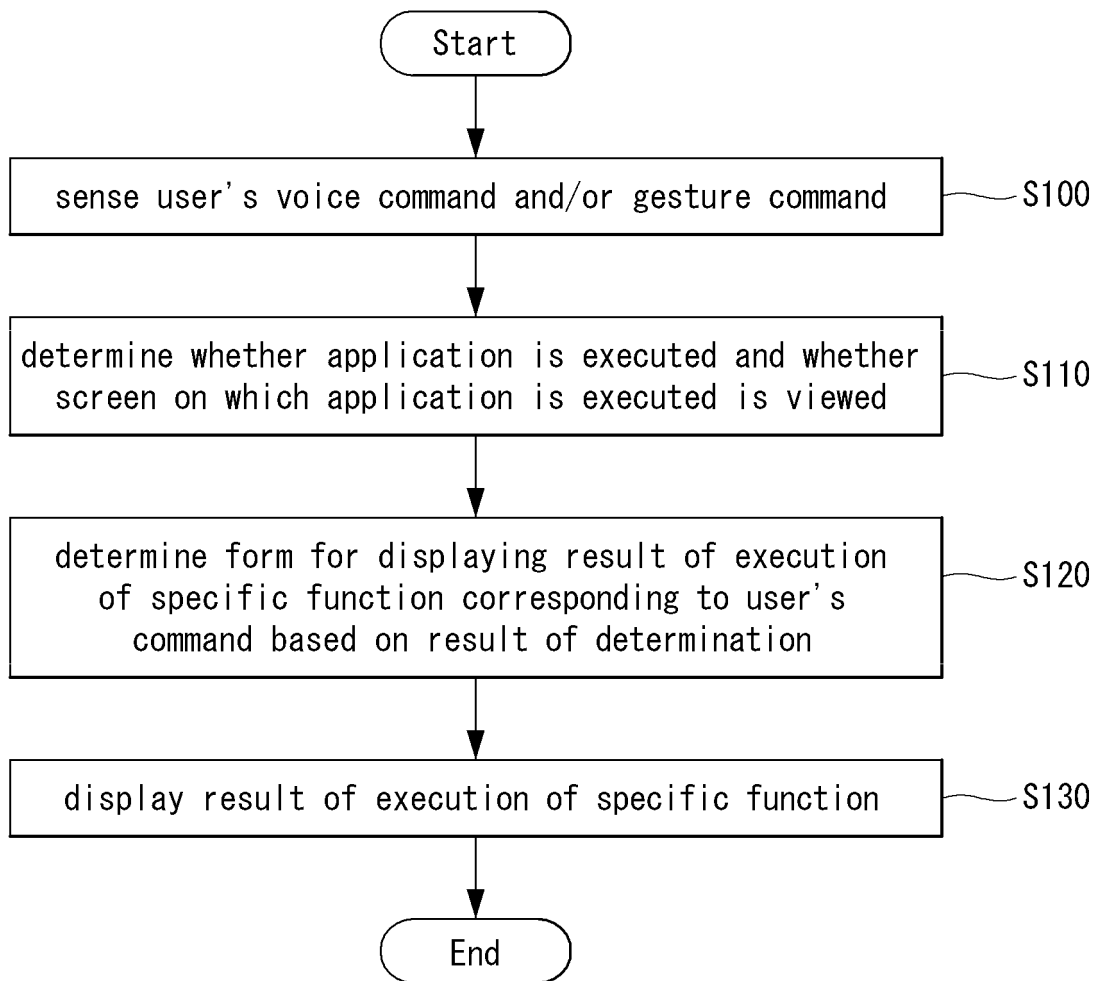 Start
sense user's voice command and/or gesture command
S100
determine whether application is executed and whether
screen on which application is executed is viewed
S110
determine form for displaying result of execution
of specific function corresponding to user's
command based on result of determination
S120
display result of execution of specific function
S130
End